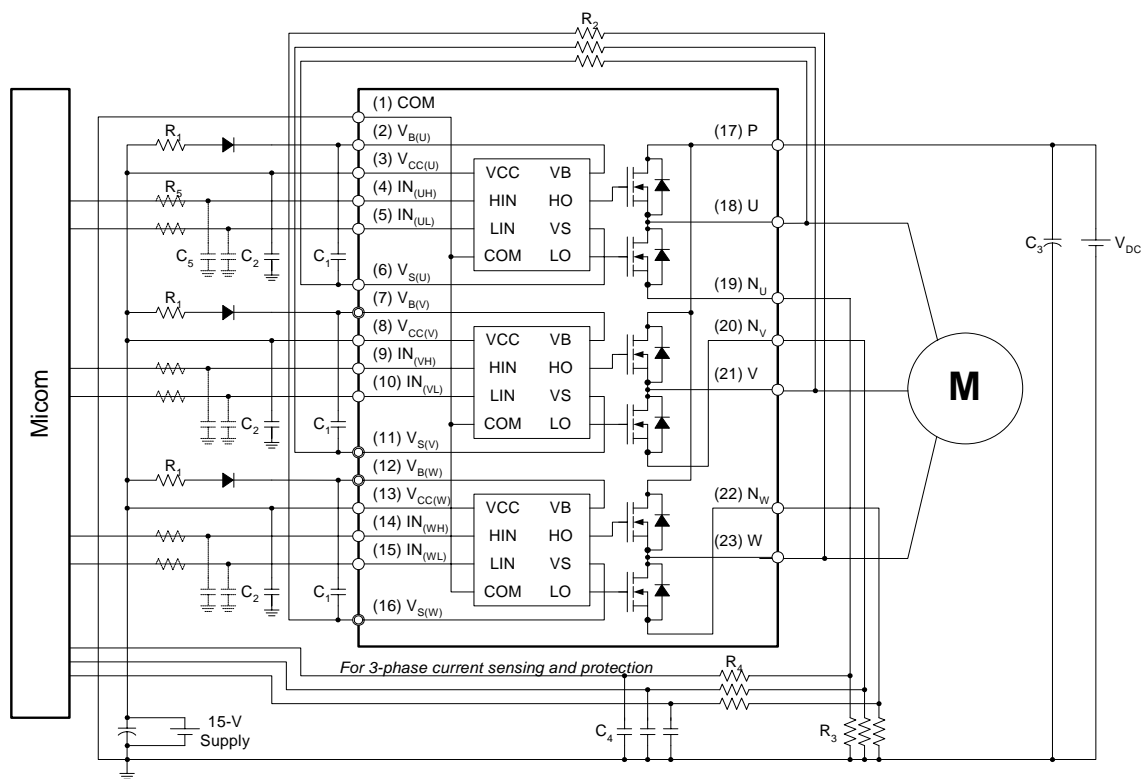 R2
(1) COM
(2) VB(U)
(3) VCC(U)
(4) IN(UH)
(5) IN(UL)
(6) VS(U)
(7) VB(V)
(8) VCC(V)
(9) IN(VH)
(10) IN(VL)
(11) VS(V)
(12) VB(W)
(13) VCC(W)
(14) IN(WH)
(15) IN(WL)
(16) VS(W)
R1
R5
C5
C2
C1
R1
C2
C1
R1
C2
C1
Micom
VCC VB
HIN HO
LIN VS
COM LO
VCC VB
HIN HO
LIN VS
COM LO
VCC VB
HIN HO
LIN VS
COM LO
(17) P
(18) U
(19) NU
(20) NV
(21) V
(22) NW
(23) W
C3
VDC
M
For 3-phase current sensing and protection
R4
15-V
Supply
C4
R3